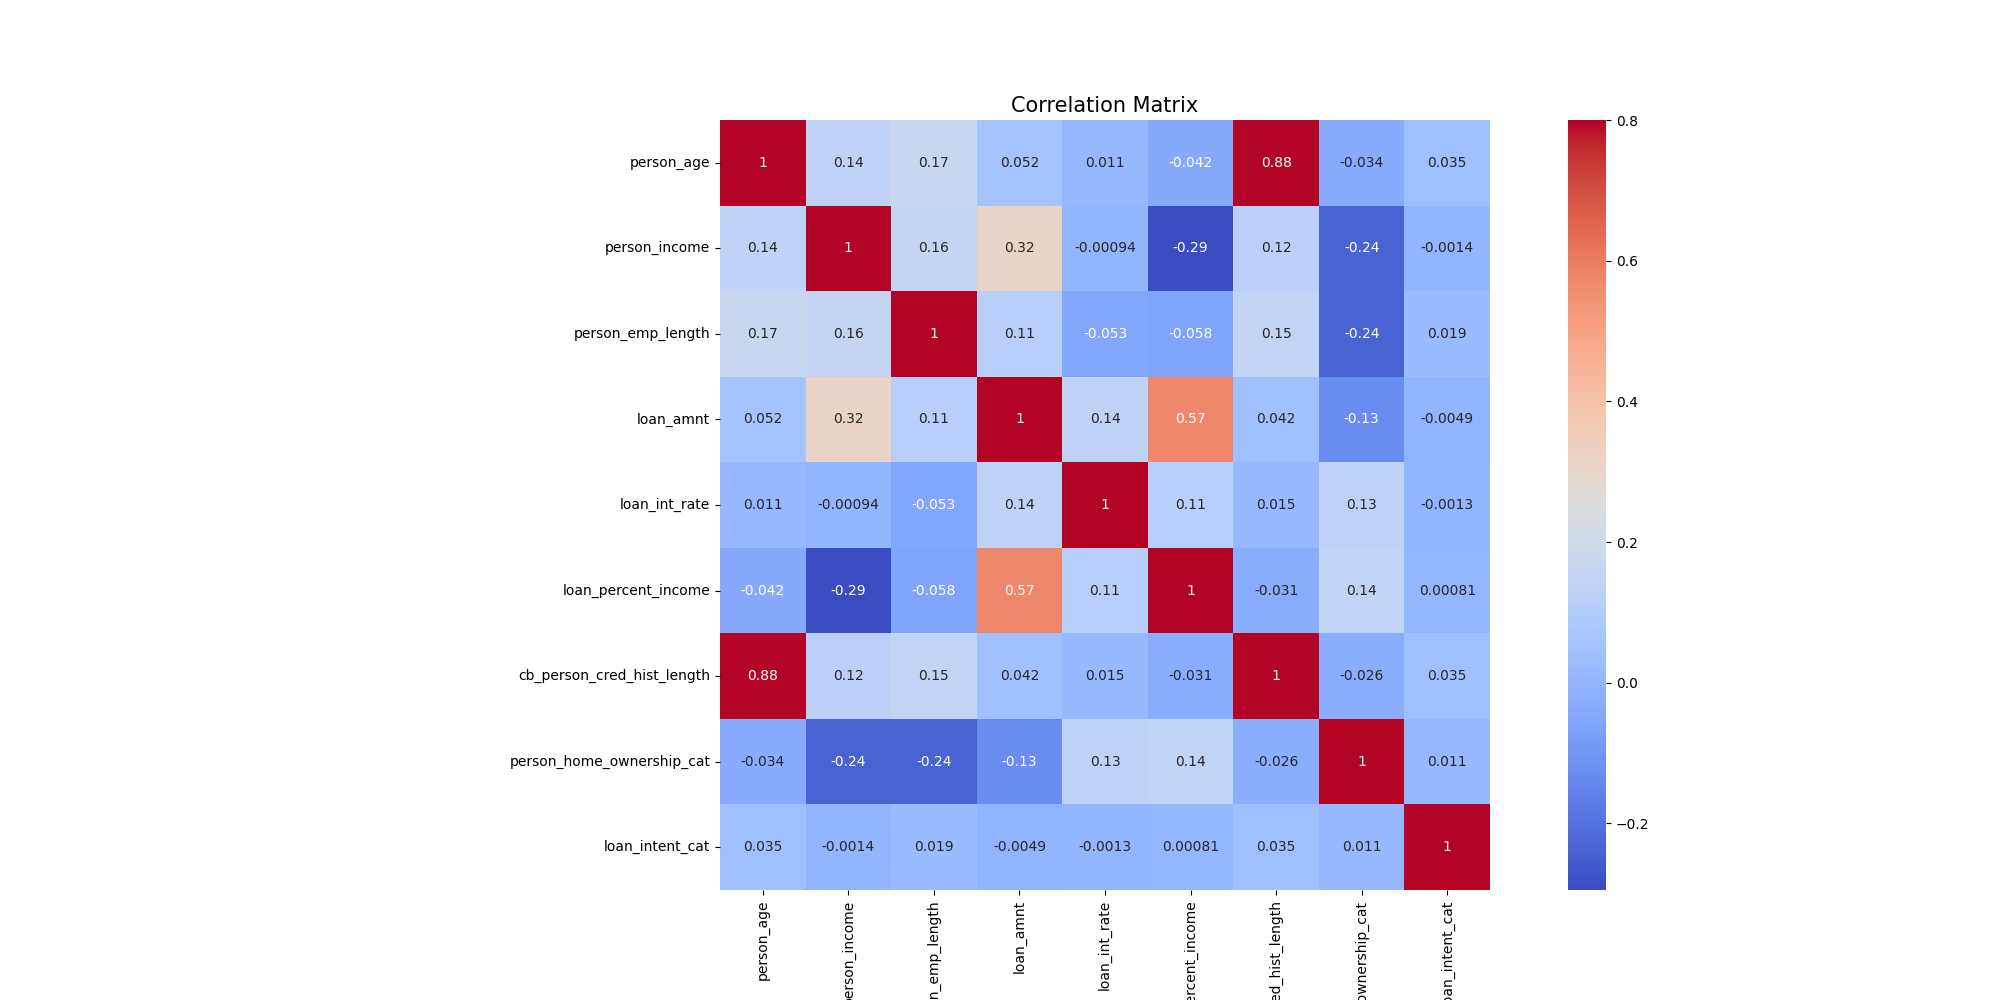 Correlation Matrix
person_age 1 0.14 0.17 0.052 0.011 -0.042 0.88 -0.034 0.035
person_income 0.14 1 0.16 0.32 -0.00094 -0.29 0.12 -0.24 -0.0014
person_emp_length 0.17 0.16 1 0.11 -0.053 -0.058 0.15 -0.24 0.019
loan_amnt 0.052 0.32 0.11 1 0.14 0.57 0.042 -0.13 -0.0049
loan_int_rate 0.011 -0.00094 -0.053 0.14 1 0.11 0.015 0.13 -0.0013
loan_percent_income -0.042 -0.29 -0.058 0.57 0.11 1 -0.031 0.14 0.00081
cb_person_cred_hist_length 0.88 0.12 0.15 0.042 0.015 -0.031 1 -0.026 0.035
person_home_ownership_cat -0.034 -0.24 -0.24 -0.13 0.13 0.14 -0.026 1 0.011
loan_intent_cat 0.035 -0.0014 0.019 -0.0049 -0.0013 0.00081 0.035 0.011 1
person_age
person_income
n_emp_length
loan_amnt
loan_int_rate
ercent_income
ed_hist_length
ownership_cat
oan_intent_cat
0.8
0.6
0.4
0.2
0.0
−0.2